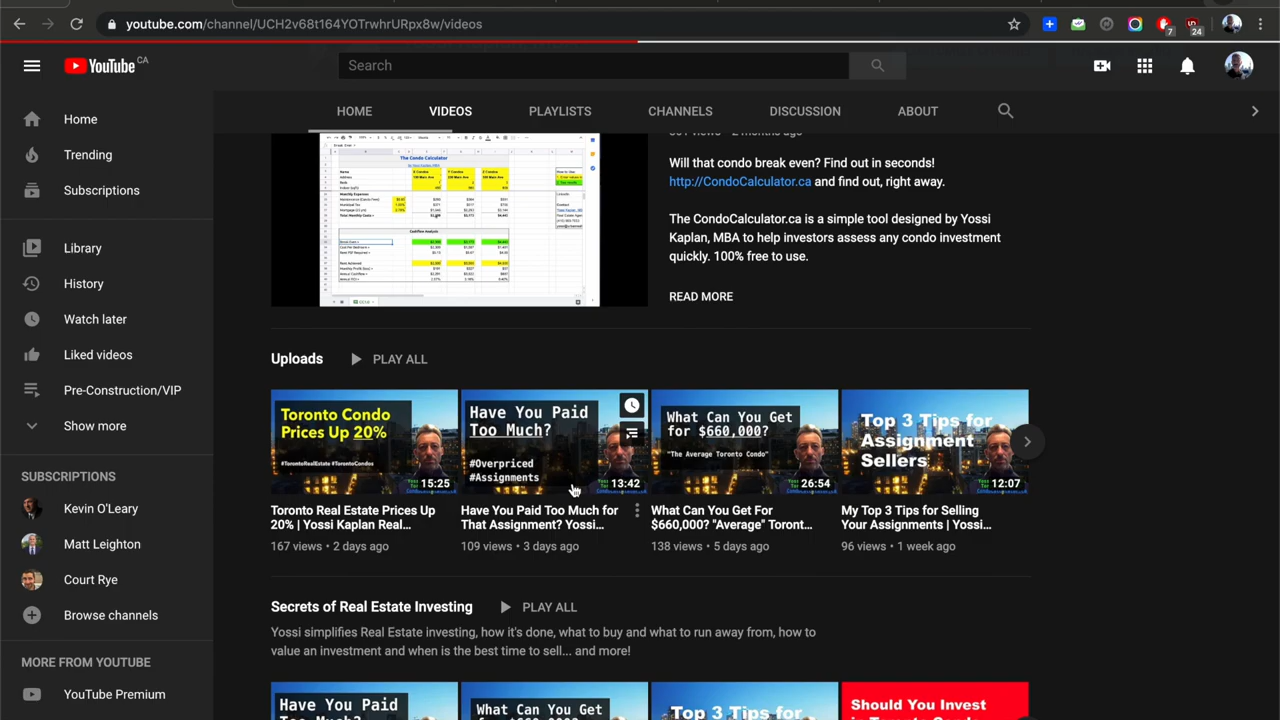 youtube.com/channel/UCH2v68t164YOTrwhrURpx8w/videos
7
24
YouTube CA
Search
HOME VIDEOS PLAYLISTS CHANNELS DISCUSSION ABOUT
Home
Trending
Subscriptions
Library
History
Watch later
Liked videos
Pre-Construction/VIP
Show more
SUBSCRIPTIONS
Kevin O'Leary
Matt Leighton
Court Rye
Browse channels
MORE FROM YOUTUBE
YouTube Premium
The Condo Calculator
Will that condo break even? Find out in seconds!
and find out, right away.
The CondoCalculator.ca is a simple tool designed by Yossi
Kaplan, MBA to help investors assess any condo investment
quickly. 100% free to use.
READ MORE
Uploads PLAY ALL
Toronto Condo
Prices Up 20%
#TorontoRealEstate #TorontoCondos
15:25
Toronto Real Estate Prices Up
20% | Yossi Kaplan Real...
167 views • 2 days ago
Have You Paid
Too Much?
#Overpriced
#Assignments
13:42
Have You Paid Too Much for
That Assignment? Yossi...
109 views • 3 days ago
What Can You Get
for $660,000?
"The Average Toronto Condo"
26:54
What Can You Get For
$660,000? "Average" Toront...
138 views • 5 days ago
Top 3 Tips for
Assignment
Sellers
12:07
My Top 3 Tips for Selling
Your Assignments | Yossi...
96 views • 1 week ago
Secrets of Real Estate Investing PLAY ALL
Yossi simplifies Real Estate investing, how it's done, what to buy and what to run away from, how to
value an investment and when is the best time to sell... and more!
Have You Paid
What Can You Get
Top 3 Tips for
Should You Invest